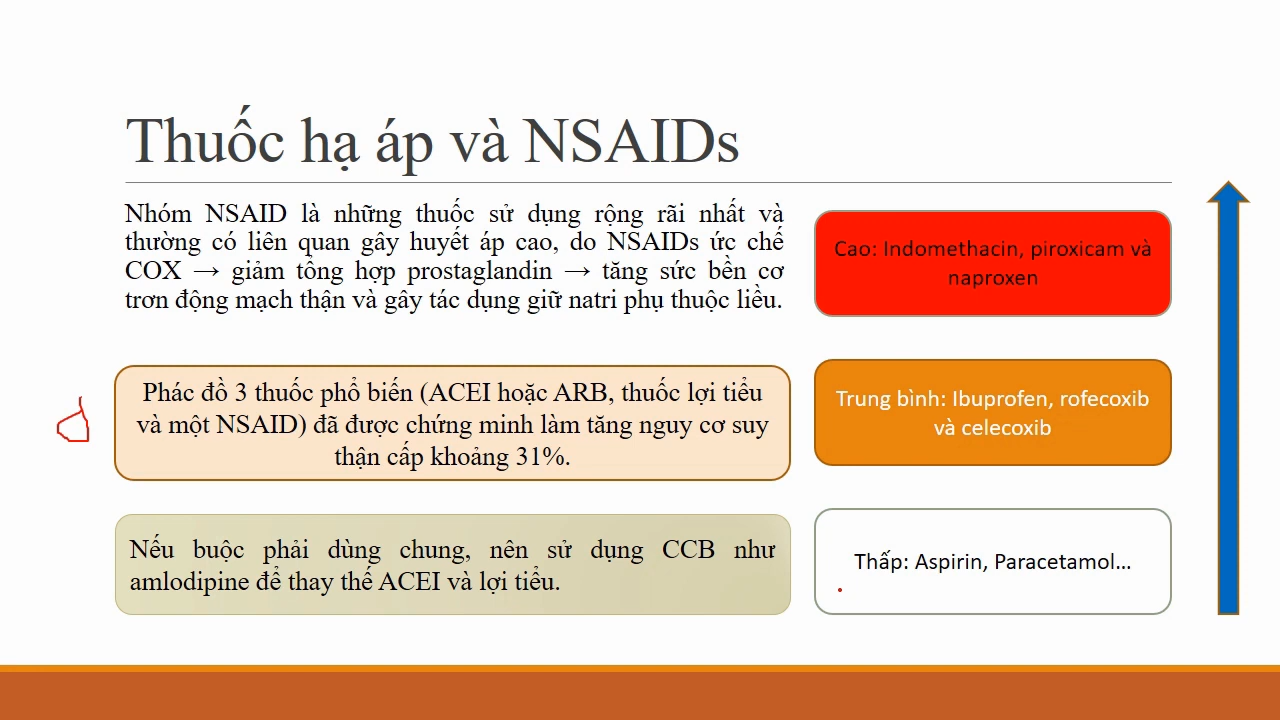 Thuốc hạ áp và NSAIDs
Nhóm NSAID là những thuốc sử dụng rộng rãi nhất và
thường có liên quan gây huyết áp cao, do NSAIDs ức chế
COX → giảm tổng hợp prostaglandin → tăng sức bền cơ
trơn động mạch thận và gây tác dụng giữ natri phụ thuộc liều.
Phác đồ 3 thuốc phổ biến (ACEI hoặc ARB, thuốc lợi tiểu
và một NSAID) đã được chứng minh làm tăng nguy cơ suy
thận cấp khoảng 31%.
Nếu buộc phải dùng chung, nên sử dụng CCB như
amlodipine để thay thế ACEI và lợi tiểu.
Cao: Indomethacin, piroxicam và
naproxen
Trung bình: Ibuprofen, rofecoxib
và celecoxib
Thấp: Aspirin, Paracetamol...